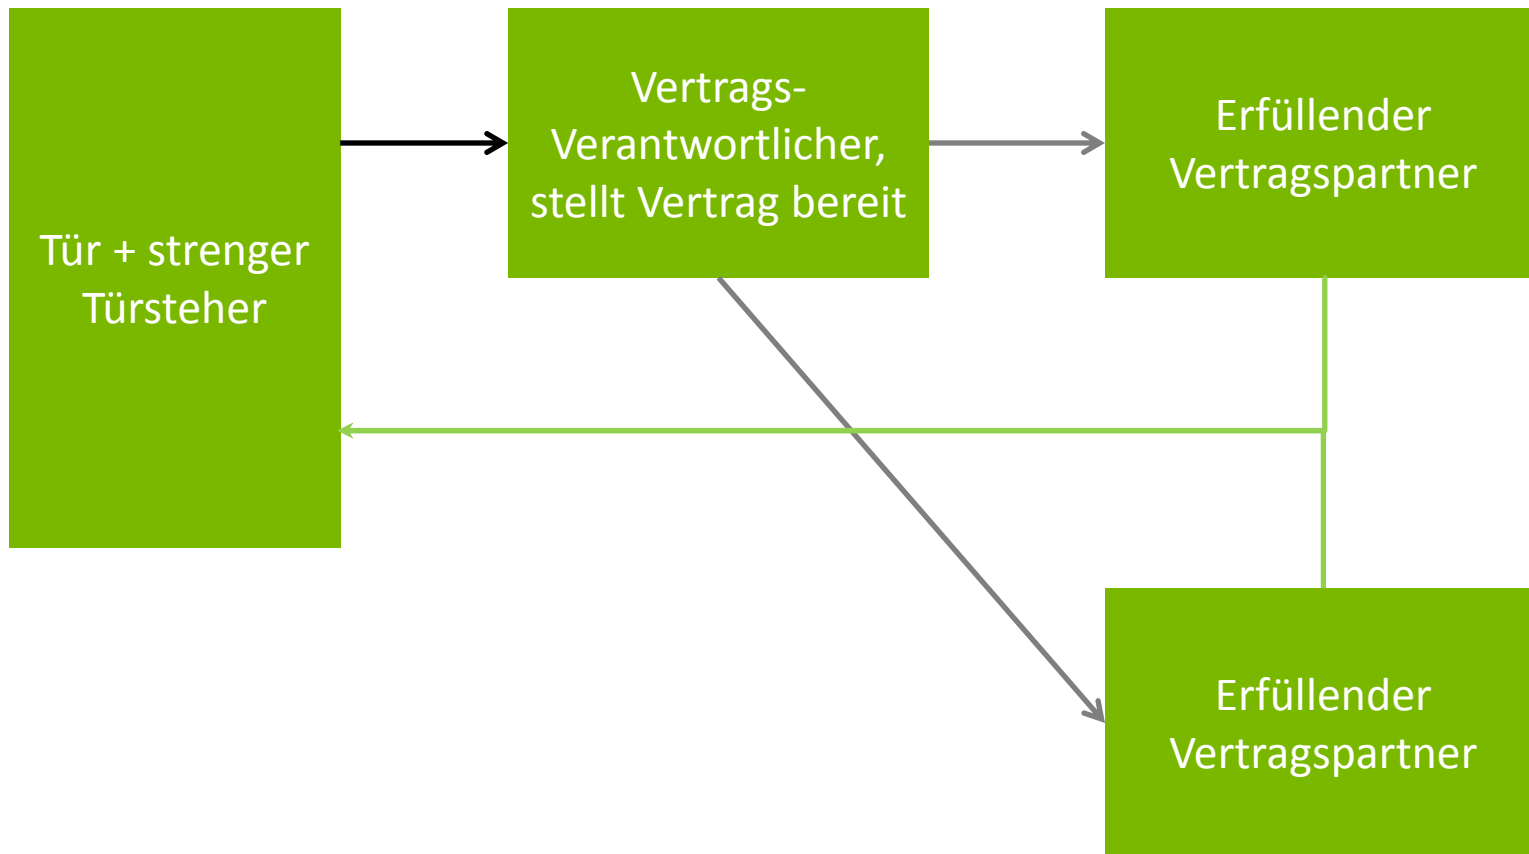 Tür + strenger
Türsteher
Vertrags-
Verantwortlicher,
stellt Vertrag bereit
Erfüllender
Vertragspartner
Erfüllender
Vertragspartner